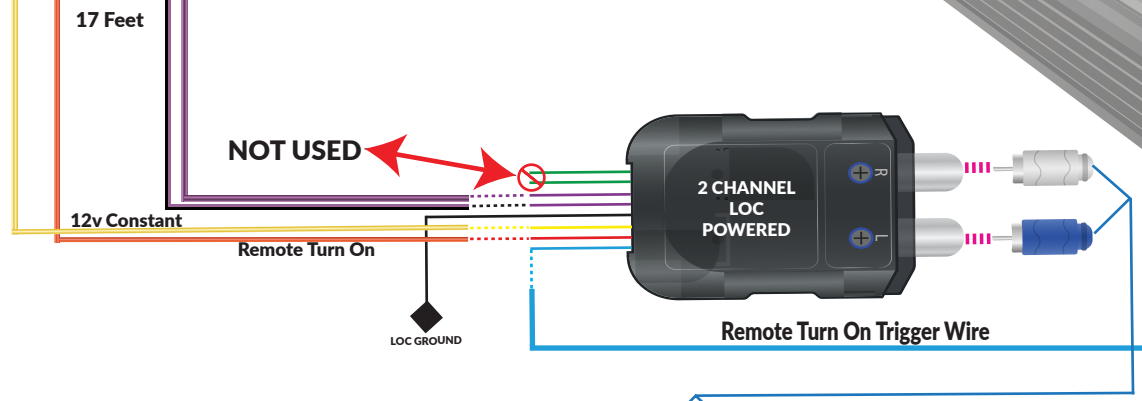 17 Feet
NOT USED
12v Constant
Remote Turn On
LOC GROUND
2 CHANNEL
LOC
POWERED
R
L
Remote Turn On Trigger Wire